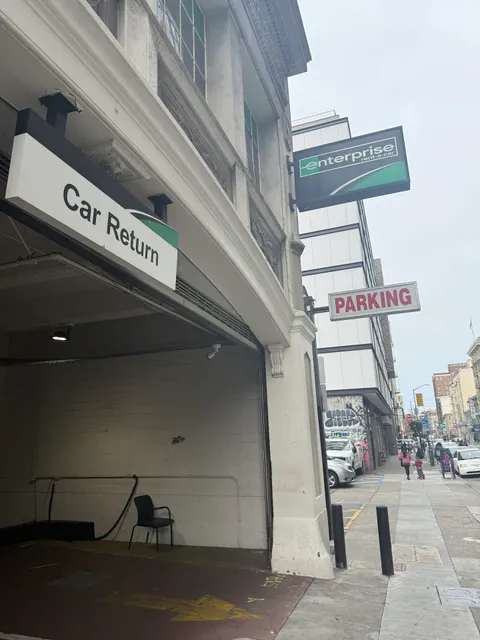 Car Return
enterprise
rent-a-car
PARKING